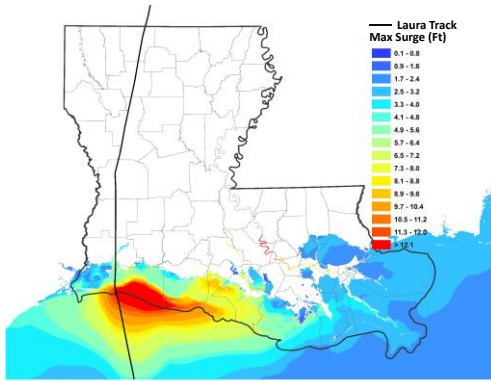 Laura Track
Max Surge (Ft)
0.1 - 0.8
0.9 - 1.6
1.7 - 2.4
2.5 - 3.2
3.3 - 4.0
4.1 - 4.8
4.9 - 5.6
5.7 - 6.4
6.5 - 7.2
7.3 - 8.0
8.1 - 8.8
8.9 - 9.6
9.7 - 10.4
10.5 - 11.2
11.3 - 12.0
> 12.1